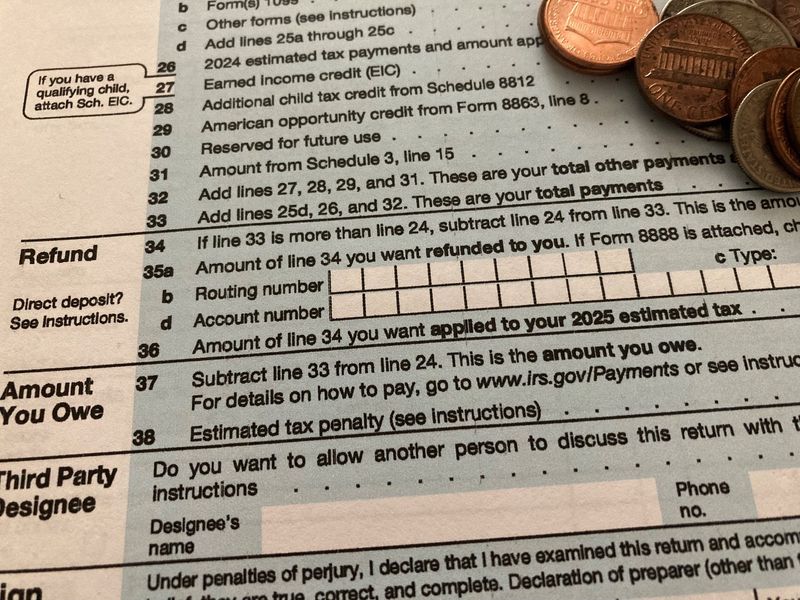 b Form(s) 1099
c Other forms (see instructions)
d Add lines 25a through 25c
26 2024 estimated tax payments and amount
If you have a
qualifying child,
attach Sch. EIC.
27 Earned income credit (EIC)
28 Additional child tax credit from Schedule 8812
29 American opportunity credit from Form 8863, line 8
30 Reserved for future use
31 Amount from Schedule 3, line 15
32 Add lines 27, 28, 29, and 31. These are your total other payments
33 Add lines 25d, 26, and 32. These are your total payments
Refund
34 If line 33 is more than line 24, subtract line 24 from line 33. This is the
35a Amount of line 34 you want refunded to you. If Form 8888 is attached,
Direct deposit?
See instructions.
b Routing number c Type:
d Account number
36 Amount of line 34 you want applied to your 2025 estimated tax
Amount
You Owe
37 Subtract line 33 from line 24. This is the amount you owe.
For details on how to pay, go to www.irs.gov/Payments or see
38 Estimated tax penalty (see instructions)
Third Party
Designee
Do you want to allow another person to discuss this return with
instructions
Designee's
name
Phone
no.
Under penalties of perjury, I declare that I have examined this return and
they are true, correct, and complete. Declaration of preparer (other than
ONE CENT